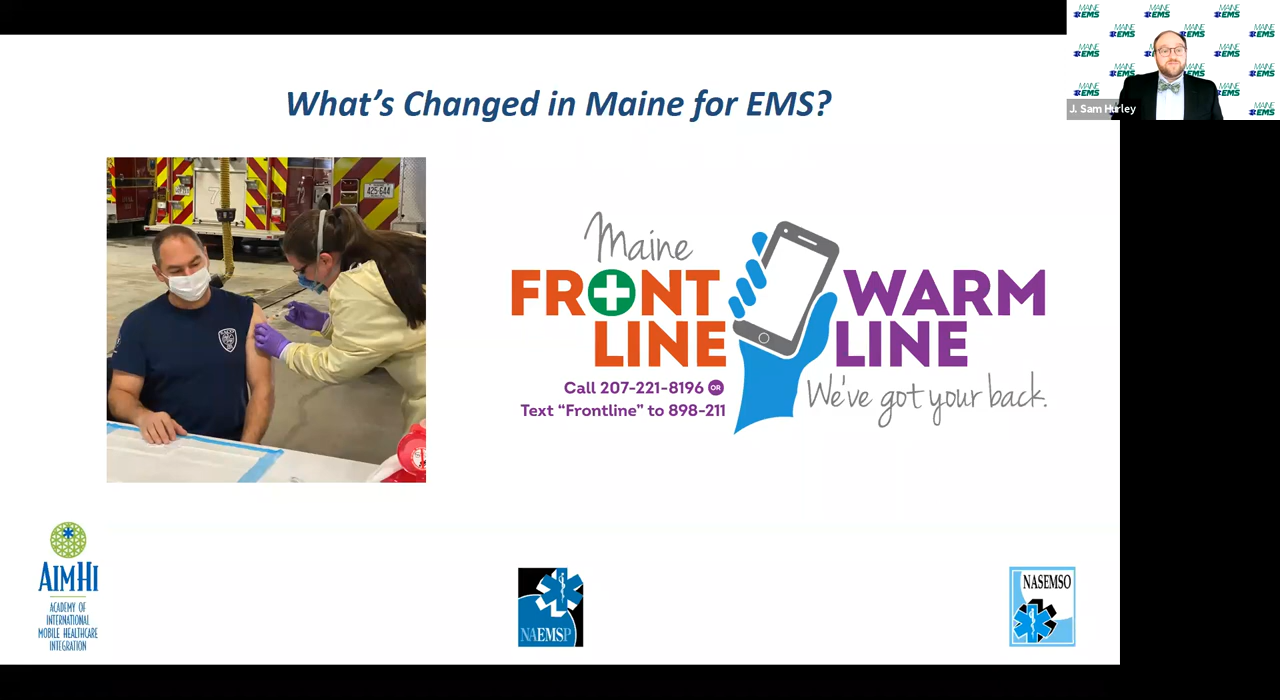 What's Changed in Maine for EMS?
MAINE EMS
J. Sam Hurley
425-644
Maine
FRONT
LINE
WARM
LINE
Call 207-221-8196 OR
Text “Frontline” to 898-211
We've got your back.
AIMHI
ACADEMY OF
INTERNATIONAL
MOBILE HEALTHCARE
INTEGRATION
NAEMSP
NASEMSO